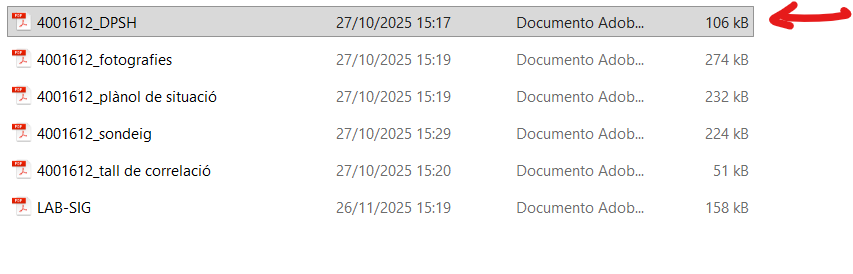 4001612_DPSH 27/10/2025 15:17 Documento Adob... 106 kB
4001612_fotografies 27/10/2025 15:19 Documento Adob... 274 kB
4001612_plànol de situació 27/10/2025 15:19 Documento Adob... 232 kB
4001612_sondeig 27/10/2025 15:29 Documento Adob... 224 kB
4001612_tall de correlació 27/10/2025 15:20 Documento Adob... 51 kB
LAB-SIG 26/11/2025 15:19 Documento Adob... 158 kB